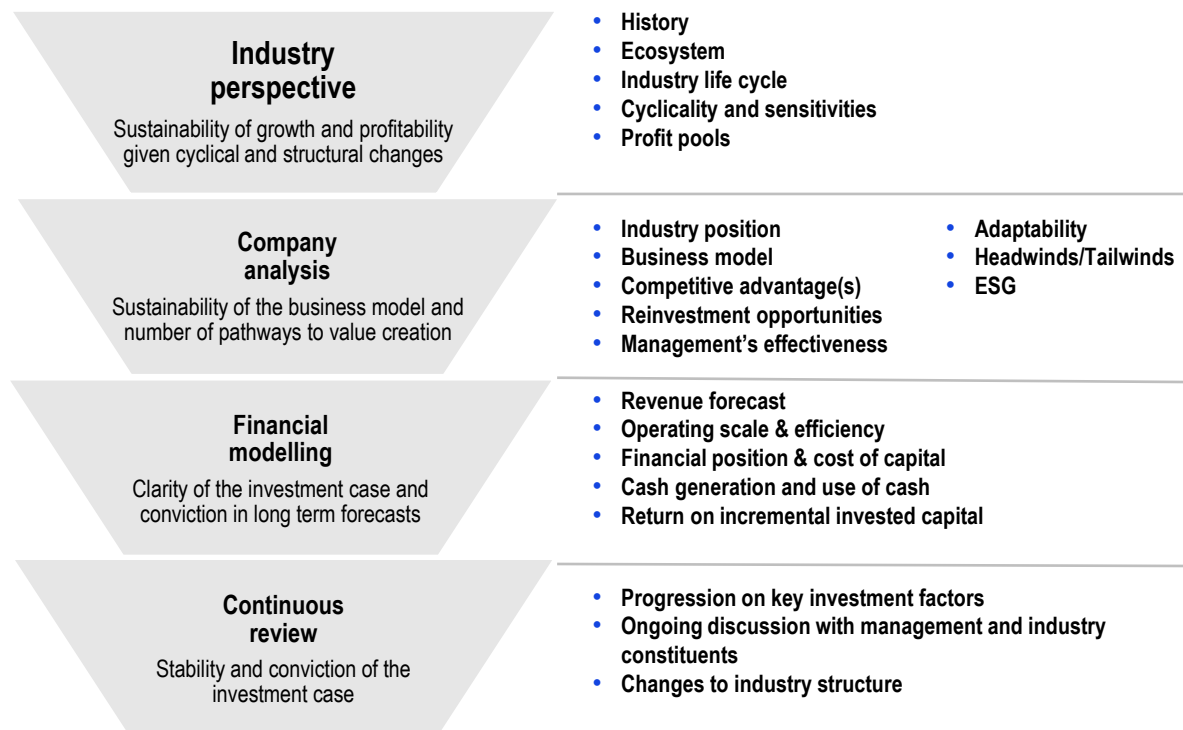 Industry
perspective
Sustainability of growth and profitability
given cyclical and structural changes
• History
• Ecosystem
• Industry life cycle
• Cyclicality and sensitivities
• Profit pools
Company
analysis
Sustainability of the business model and
number of pathways to value creation
• Industry position
• Business model
• Competitive advantage(s)
• Reinvestment opportunities
• Management’s effectiveness
• Adaptability
• Headwinds/Tailwinds
• ESG
Financial
modelling
Clarity of the investment case and
conviction in long term forecasts
• Revenue forecast
• Operating scale & efficiency
• Financial position & cost of capital
• Cash generation and use of cash
• Return on incremental invested capital
Continuous
review
Stability and conviction of the
investment case
• Progression on key investment factors
• Ongoing discussion with management and industry
constituents
• Changes to industry structure